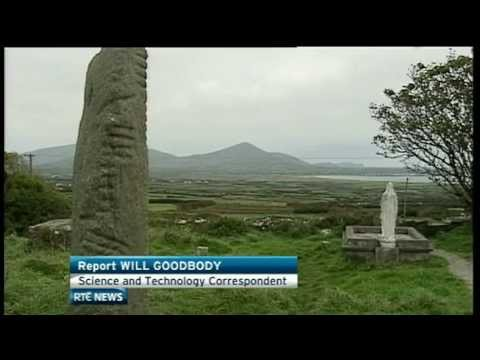 Report WILL GOODBODY
Science and Technology Correspondent
RTÉ NEWS